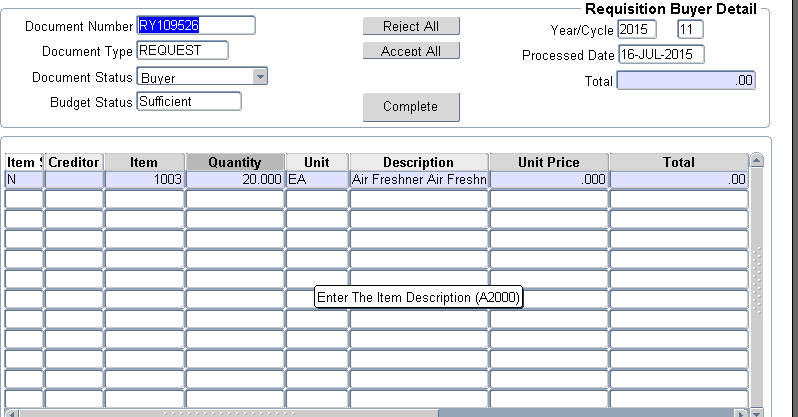 Requisition Buyer Detail
Document Number RY109526 Reject All Year/Cycle 2015 11
Document Type REQUEST Accept All Processed Date 16-JUL-2015
Document Status Buyer Total .00
Budget Status Sufficient Complete
Item S Creditor Item Quantity Unit Description Unit Price Total
N 1003 20.000 EA Air Freshner Air Freshn .000 .00
Enter The Item Description (A2000)